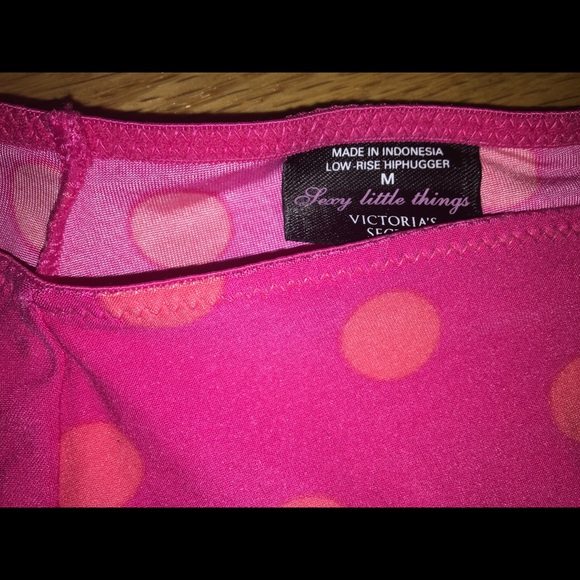 MADE IN INDONESIA
LOW-RISE HIPHUGGER
M
Sexy little things
VICTORIA'S